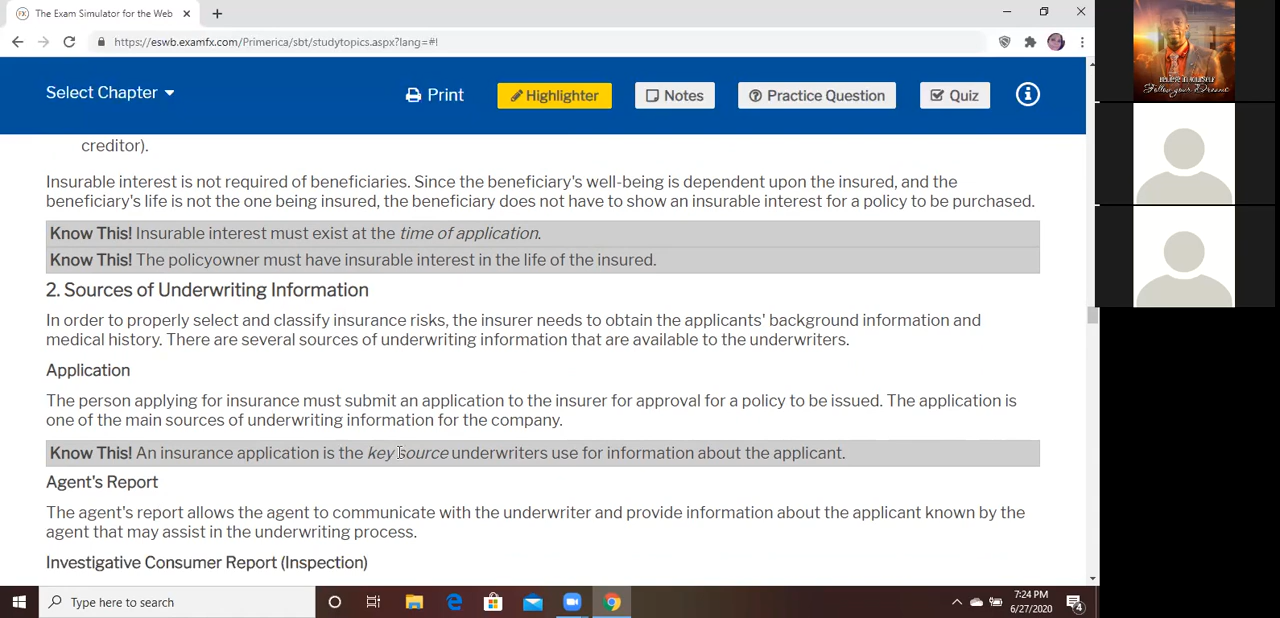 The Exam Simulator for the Web
https://eswb.examfx.com/Primerica/sbt/studytopics.aspx?lang=#!
Select Chapter
Print
Highlighter
Notes
Practice Question
Quiz
creditor).
Insurable interest is not required of beneficiaries. Since the beneficiary's well-being is dependent upon the insured, and the
beneficiary's life is not the one being insured, the beneficiary does not have to show an insurable interest for a policy to be purchased.
Know This! Insurable interest must exist at the time of application.
Know This! The policyowner must have insurable interest in the life of the insured.
2. Sources of Underwriting Information
In order to properly select and classify insurance risks, the insurer needs to obtain the applicants' background information and
medical history. There are several sources of underwriting information that are available to the underwriters.
Application
The person applying for insurance must submit an application to the insurer for approval for a policy to be issued. The application is
one of the main sources of underwriting information for the company.
Know This! An insurance application is the key source underwriters use for information about the applicant.
Agent's Report
The agent's report allows the agent to communicate with the underwriter and provide information about the applicant known by the
agent that may assist in the underwriting process.
Investigative Consumer Report (Inspection)
Type here to search
7:24 PM
6/27/2020
4
BELIEVE IN YOURSELF
Follow your Dreams